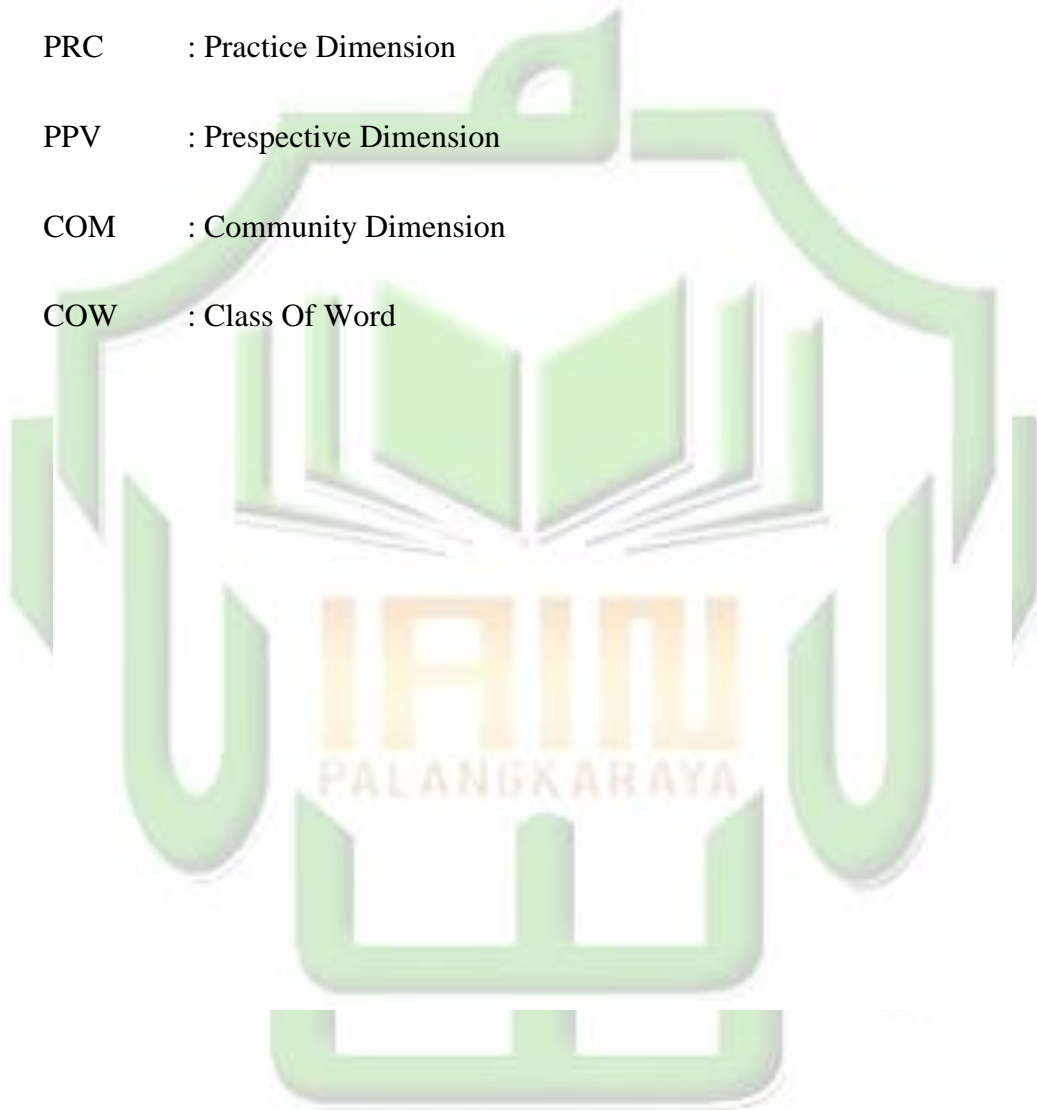 PRC : Practice Dimension
PPV : Prespective Dimension
COM : Community Dimension
COW : Class Of Word
IAIN
PALANGKARAYA